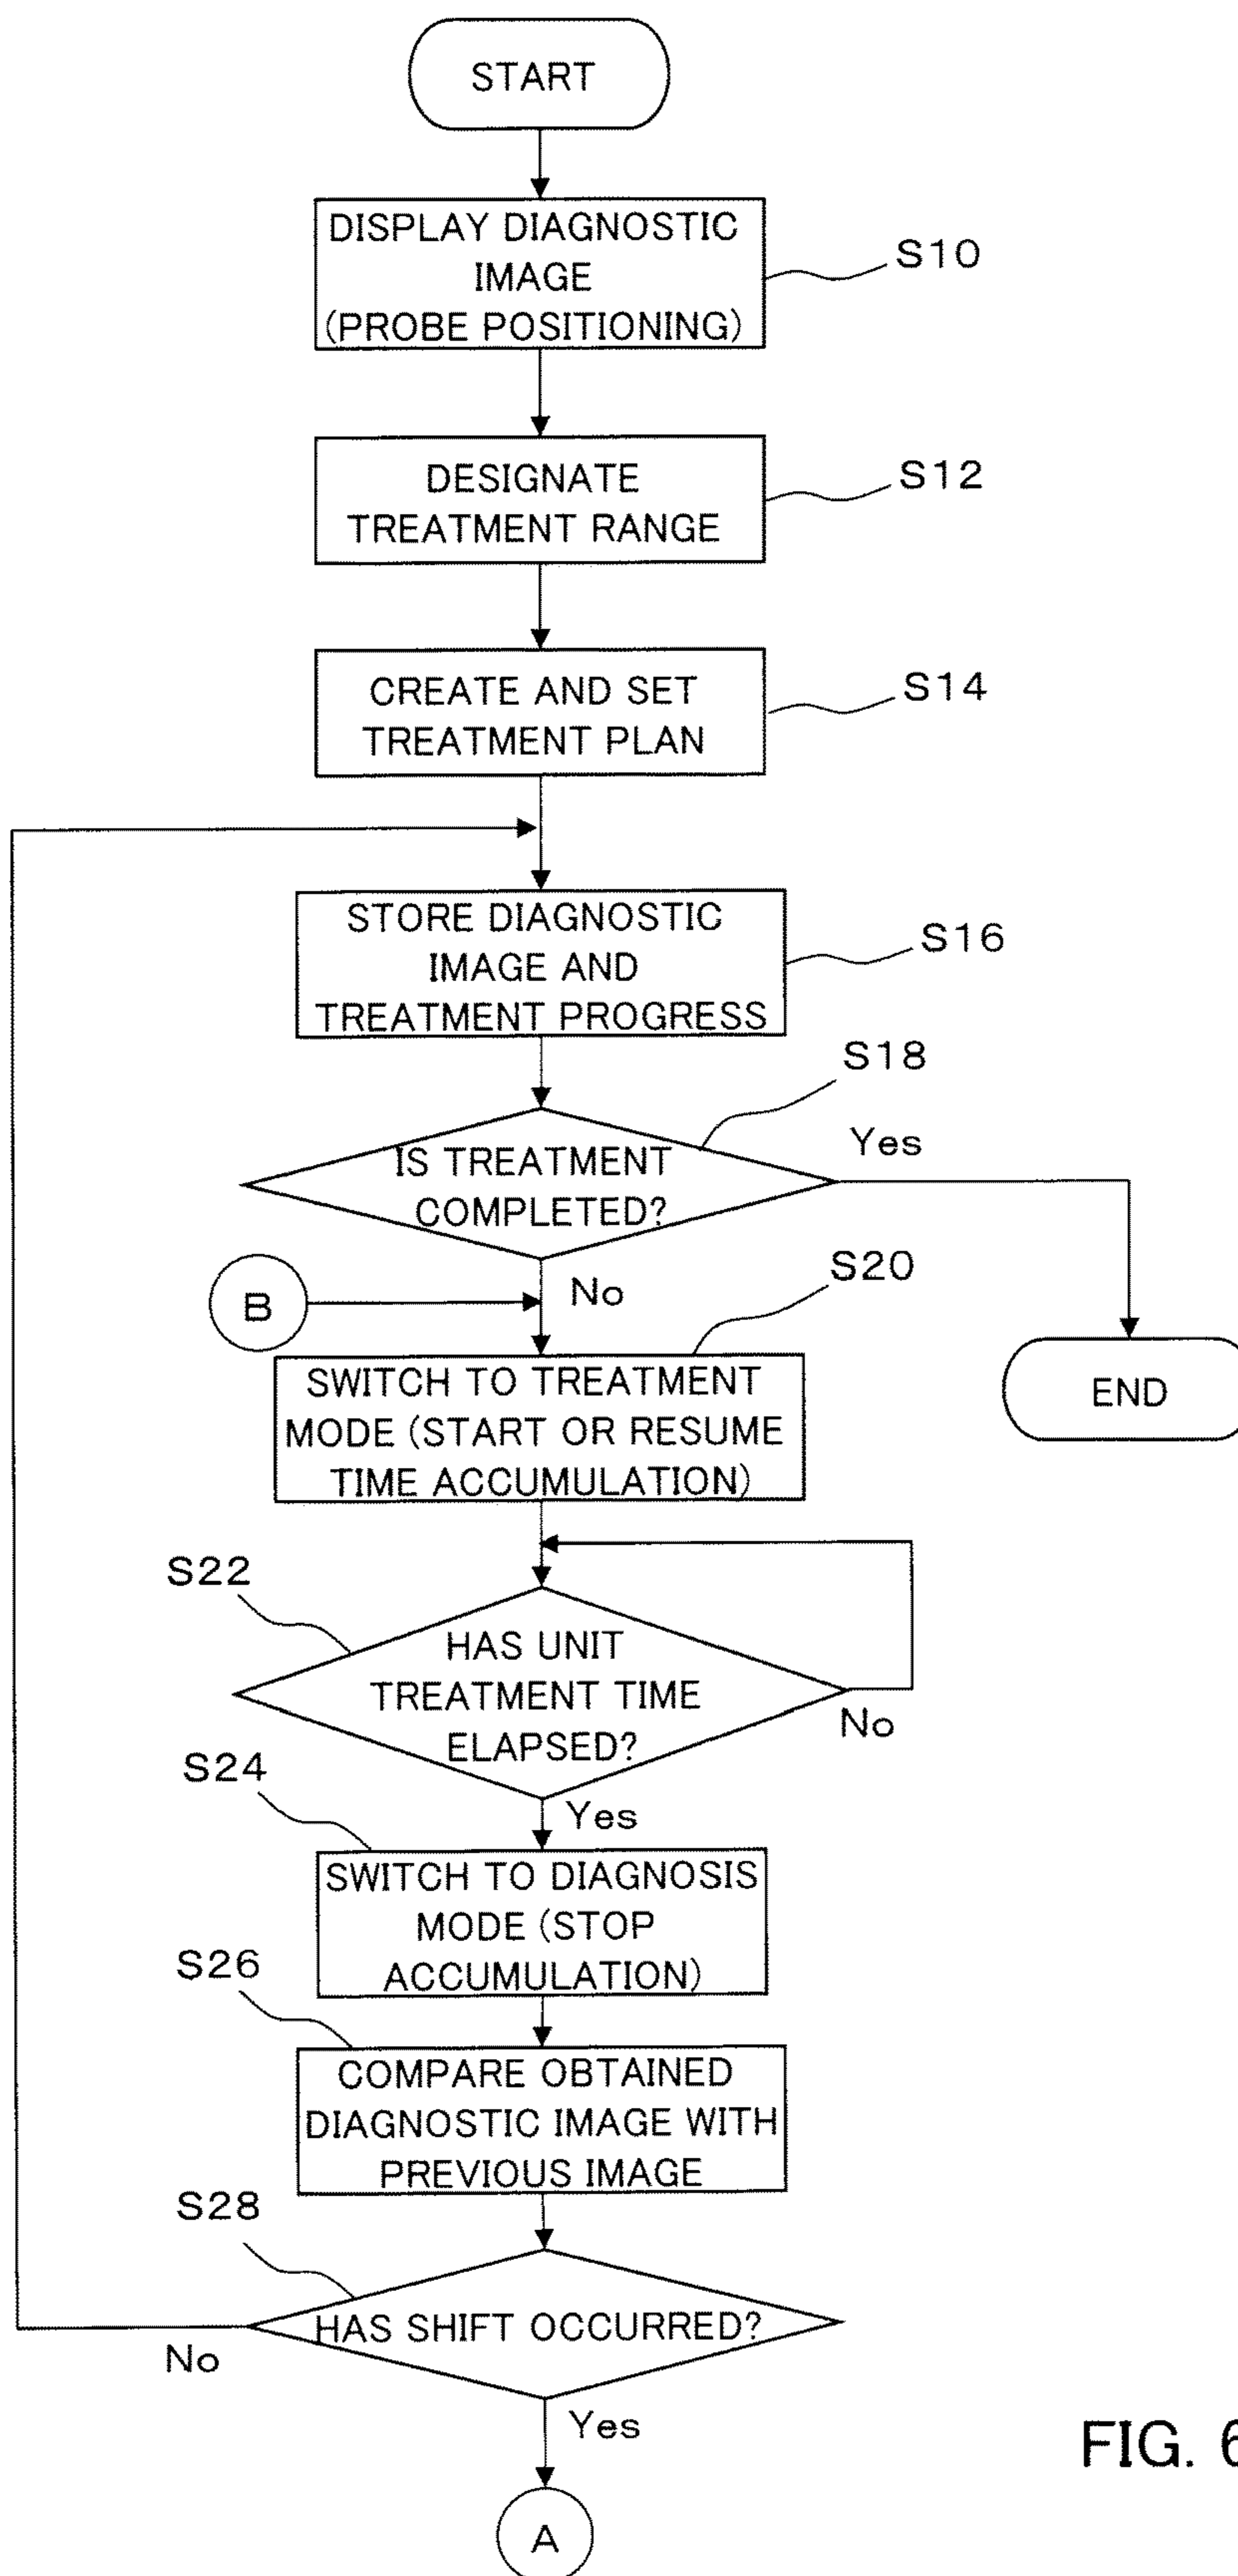 START
DISPLAY DIAGNOSTIC
IMAGE
(PROBE POSITIONING)
S10
DESIGNATE
TREATMENT RANGE
S12
CREATE AND SET
TREATMENT PLAN
S14
STORE DIAGNOSTIC
IMAGE AND
TREATMENT PROGRESS
S16
S18
IS TREATMENT
COMPLETED?
Yes
No
B
S20
SWITCH TO TREATMENT
MODE (START OR RESUME
TIME ACCUMULATION)
END
S22
HAS UNIT
TREATMENT TIME
ELAPSED?
No
Yes
S24
SWITCH TO DIAGNOSIS
MODE (STOP
ACCUMULATION)
S26
COMPARE OBTAINED
DIAGNOSTIC IMAGE WITH
PREVIOUS IMAGE
S28
HAS SHIFT OCCURRED?
No
Yes
A
FIG. 6